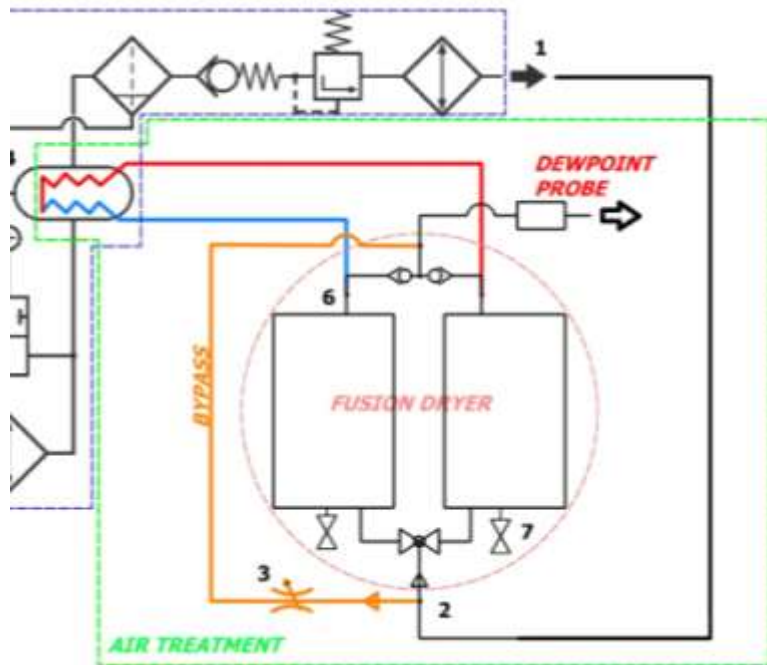 1
DEWPOINT
PROBE
6
BYPASS
FUSION DRYER
7
3
2
AIR TREATMENT